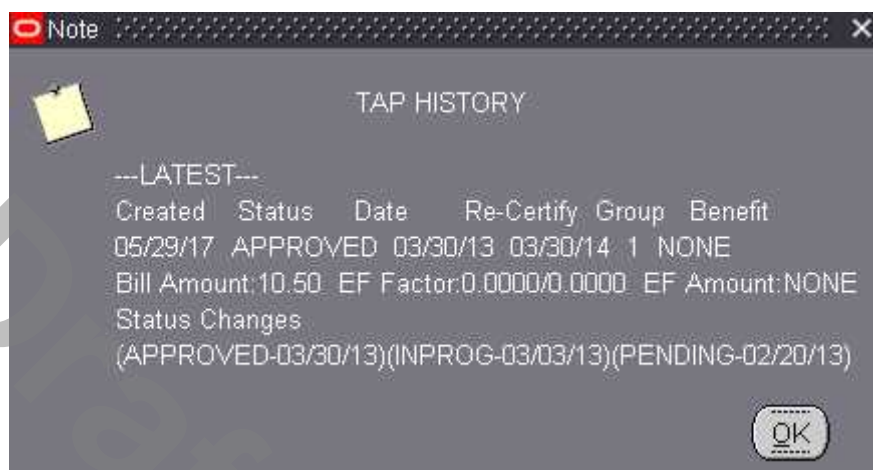 Note
TAP HISTORY
---LATEST---
Created Status Date Re-Certify Group Benefit
05/29/17 APPROVED 03/30/13 03/30/14 1 NONE
Bill Amount:10.50 EF Factor:0.0000/0.0000 EF Amount:NONE
Status Changes
(APPROVED-03/30/13)(INPROG-03/03/13)(PENDING-02/20/13)
OK